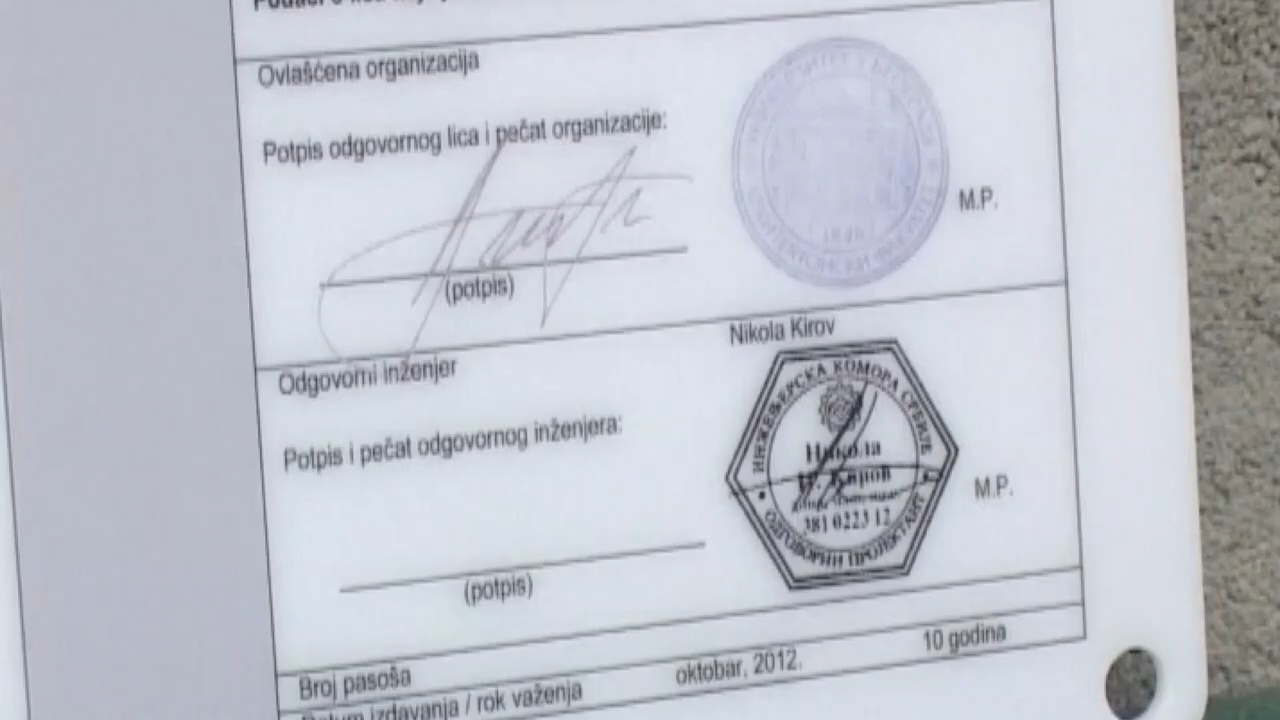 Ovlašćena organizacija
Potpis odgovornog lica i pečat organizacije:
M.P.
(potpis)
Nikola Kirov
Odgovorni inženjer
Potpis i pečat odgovornog inženjera:
ИНЖЕЊЕРСКА КОМОРА СРБИЈЕ
Никола
Киров
381 0223 12
ОДГОВОРНИ ПРОЈЕКТАНТ
M.P.
(potpis)
Broj pasoša
Datum izdavanja / rok važenja oktobar, 2012. 10 godina